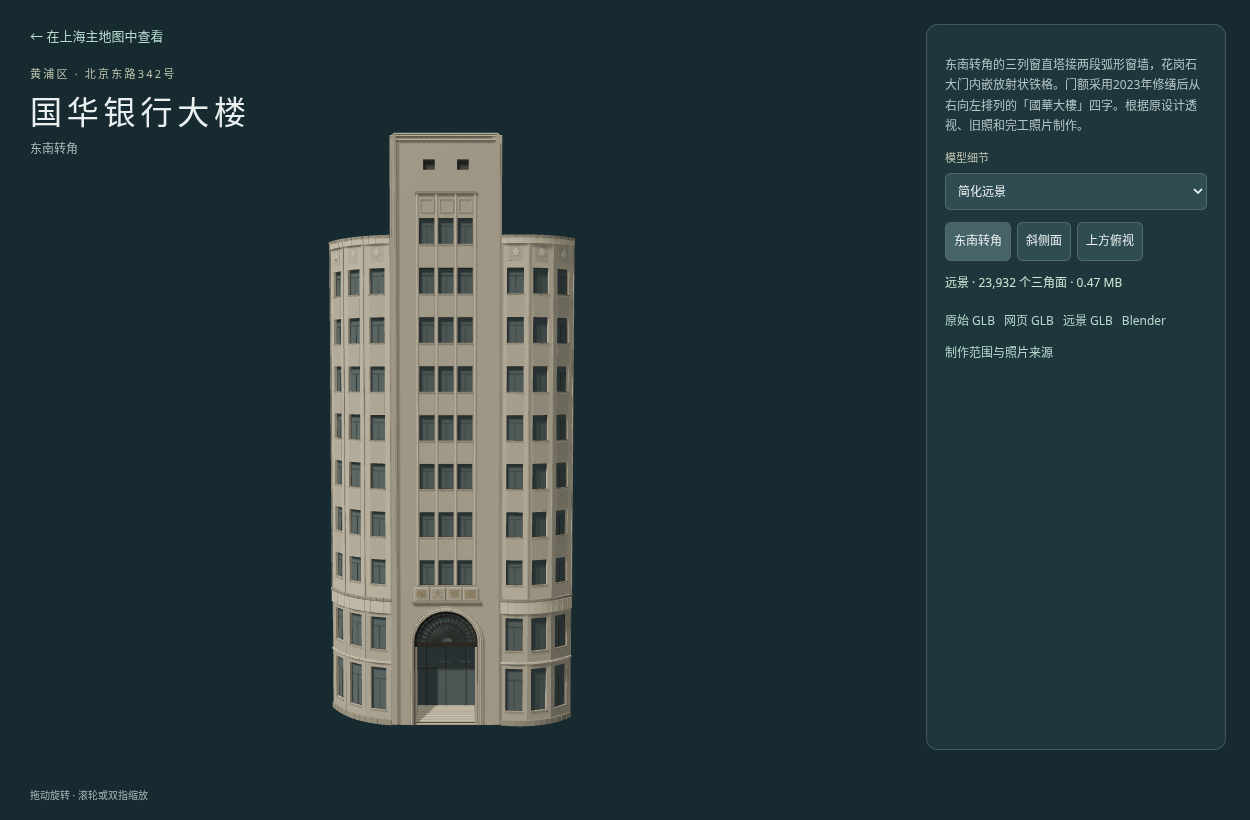 ← 在上海主地图中查看
黄浦区 · 北京东路342号
国华银行大楼
东南转角
樓大華國
拖动旋转 · 滚轮或双指缩放
东南转角的三列窗直塔接两段弧形窗墙，花岗石
大门内嵌放射状铁格。门额采用2023年修缮后从
右向左排列的「國華大樓」四字。根据原设计透
视、旧照和完工照片制作。
模型细节
简化远景
东南转角 斜侧面 上方俯视
远景 · 23,932 个三角面 · 0.47 MB
原始 GLB 网页 GLB 远景 GLB Blender
制作范围与照片来源